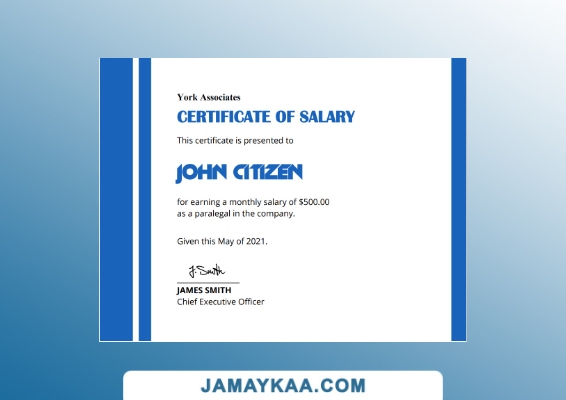 York Associates
CERTIFICATE OF SALARY
This certificate is presented to
JOHN CITIZEN
for earning a monthly salary of $500.00
as a paralegal in the company.
Given this May of 2021.
J. Smith
JAMES SMITH
Chief Executive Officer
JAMAYKAA.COM